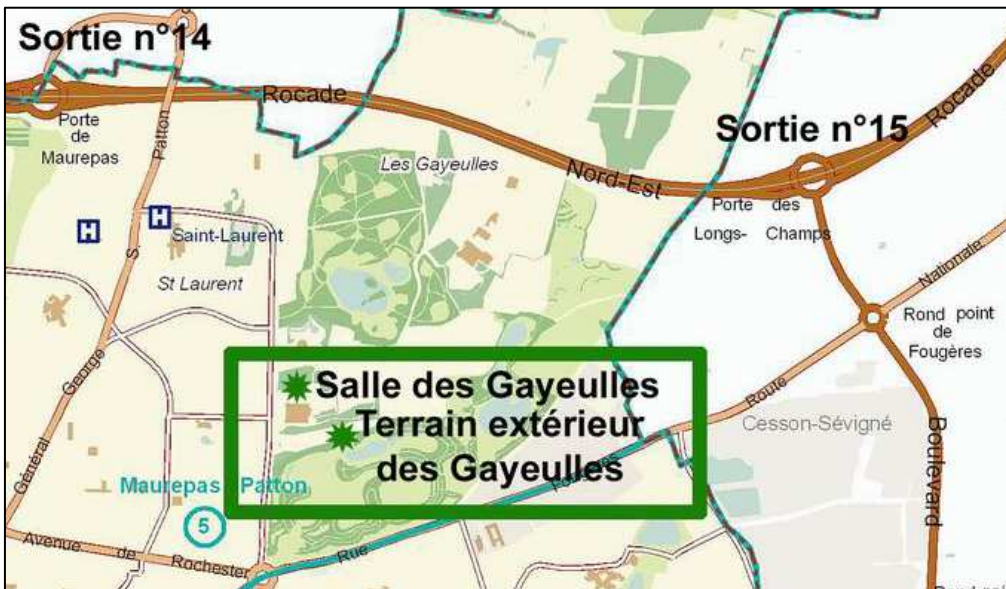 Sortie n°14
Rocade
Porte
de
Maurepas
Patton
S.
George
Général
H
H
Saint-Laurent
St Laurent
Les Gayeulles
Nord-Est
Sortie n°15
Rocade
Porte des
Longs- Champs
Nationale
Route
Rond point
de
Fougères
Cesson-Sévigné
Boulevard
Salle des Gayeulles
Terrain extérieur
des Gayeulles
Maurepas Patton
5
Avenue de Rochester
Rue
Fougères